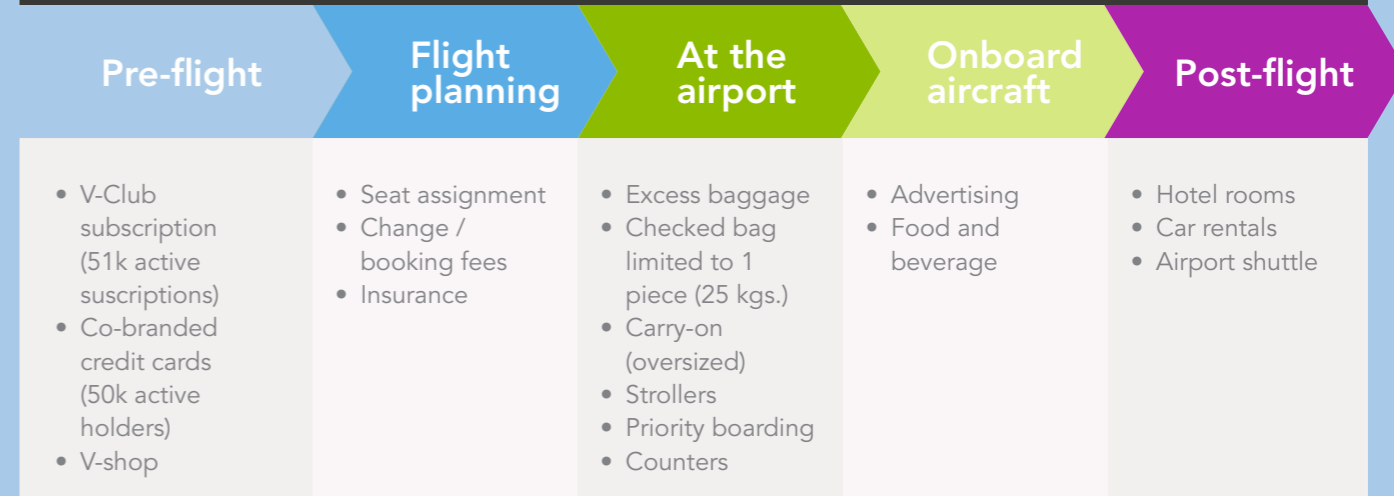 Pre-flight
Flight
planning
At the
airport
Onboard
aircraft
Post-flight
• V-Club
subscription
(51k active
suscriptions)
• Co-branded
credit cards
(50k active
holders)
• V-shop
• Seat assignment
• Change /
booking fees
• Insurance
• Excess baggage
• Checked bag
limited to 1
piece (25 kgs.)
• Carry-on
(oversized)
• Strollers
• Priority boarding
• Counters
• Advertising
• Food and
beverage
• Hotel rooms
• Car rentals
• Airport shuttle